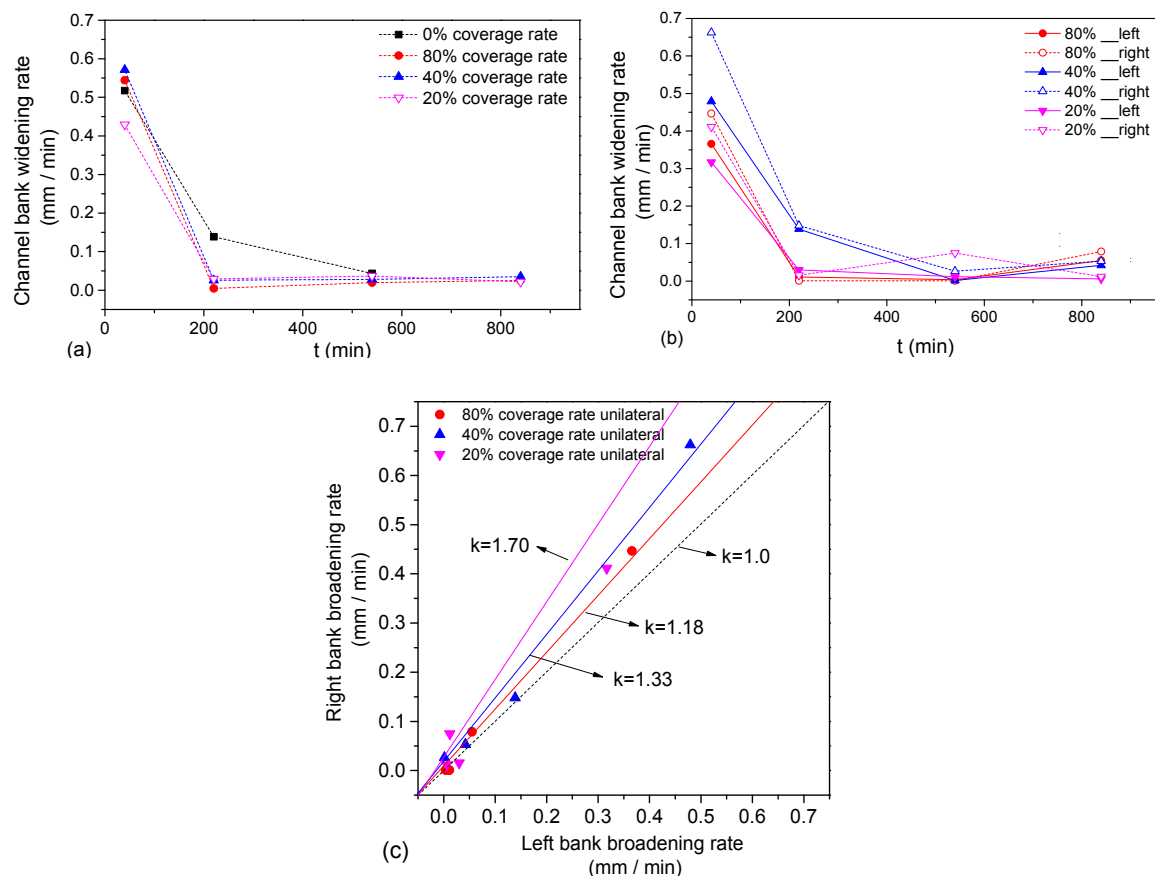 0.7
0.6
0.5
0.4
0.3
0.2
0.1
0.0
Channel bank widening rate
(mm / min)
0% coverage rate
80% coverage rate
40% coverage rate
20% coverage rate
0
200
400
600
800
t (min)
(a)
0.7
0.6
0.5
0.4
0.3
0.2
0.1
0.0
Channel bank widening rate
(mm / min)
80% __left
80% __right
40% __left
40% __right
20% __left
20% __right
0
200
400
600
800
t (min)
(b)
0.7
0.6
0.5
0.4
0.3
0.2
0.1
0.0
Right bank broadening rate
(mm / min)
80% coverage rate unilateral
40% coverage rate unilateral
20% coverage rate unilateral
k=1.70
k=1.0
k=1.18
k=1.33
0.0
0.1
0.2
0.3
0.4
0.5
0.6
0.7
Left bank broadening rate
(mm / min)
(c)